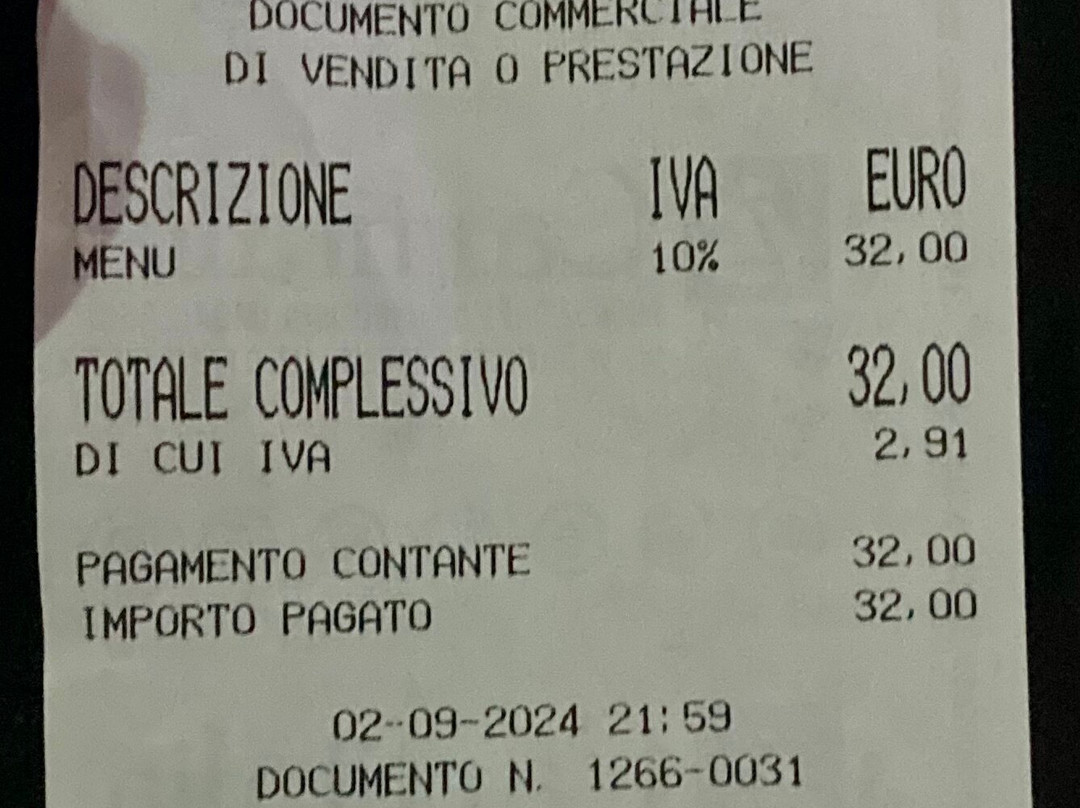 DOCUMENTO COMMERCIALE
DI VENDITA O PRESTAZIONE
DESCRIZIONE IVA EURO
MENU 10% 32,00
TOTALE COMPLESSIVO 32,00
DI CUI IVA 2,91
PAGAMENTO CONTANTE 32,00
IMPORTO PAGATO 32,00
02-09-2024 21:59
DOCUMENTO N. 1266-0031